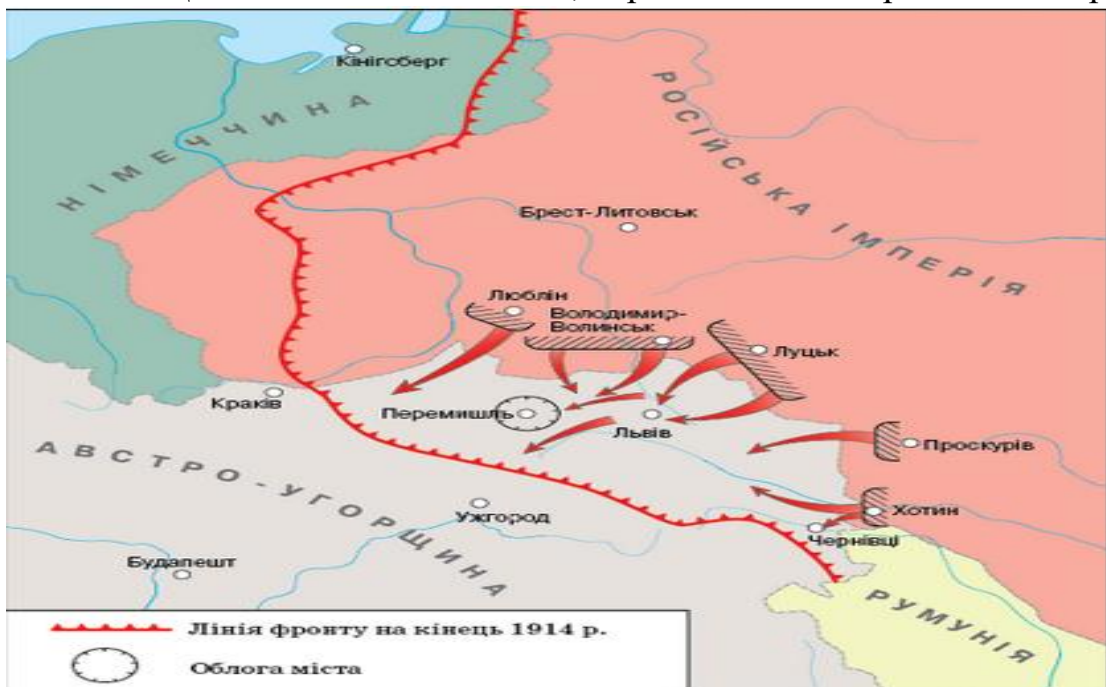 Кінігсберг
НІМЕЧЧИНА
РОСІЙСЬКА ІМПЕРІЯ
Брест-Литовськ
Люблін
Володимир-
Волинськ
Луцьк
Краків
Перемишль
Львів
Проскурів
АВСТРО-УГОРЩИНА
Ужгород
Хотин
Чернівці
Будапешт
РУМУНІЯ
Лінія фронту на кінець 1914 р.
Облога міста